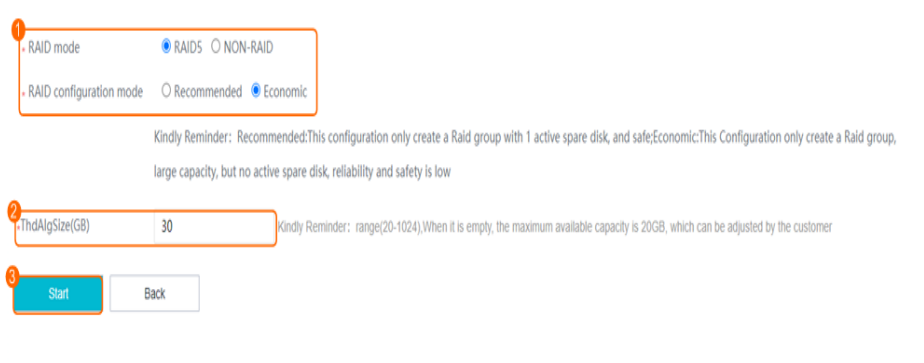 1
* RAID mode RAID5 NON-RAID
* RAID configuration mode Recommended Economic
Kindly Reminder: Recommended:This configuration only create a Raid group with 1 active spare disk, and safe;Economic:This Configuration only create a Raid group,
large capacity, but no active spare disk, reliability and safety is low
2
*ThdAlgSize(GB) 30 Kindly Reminder: range(20-1024),When it is empty, the maximum available capacity is 20GB, which can be adjusted by the customer
3
Start Back